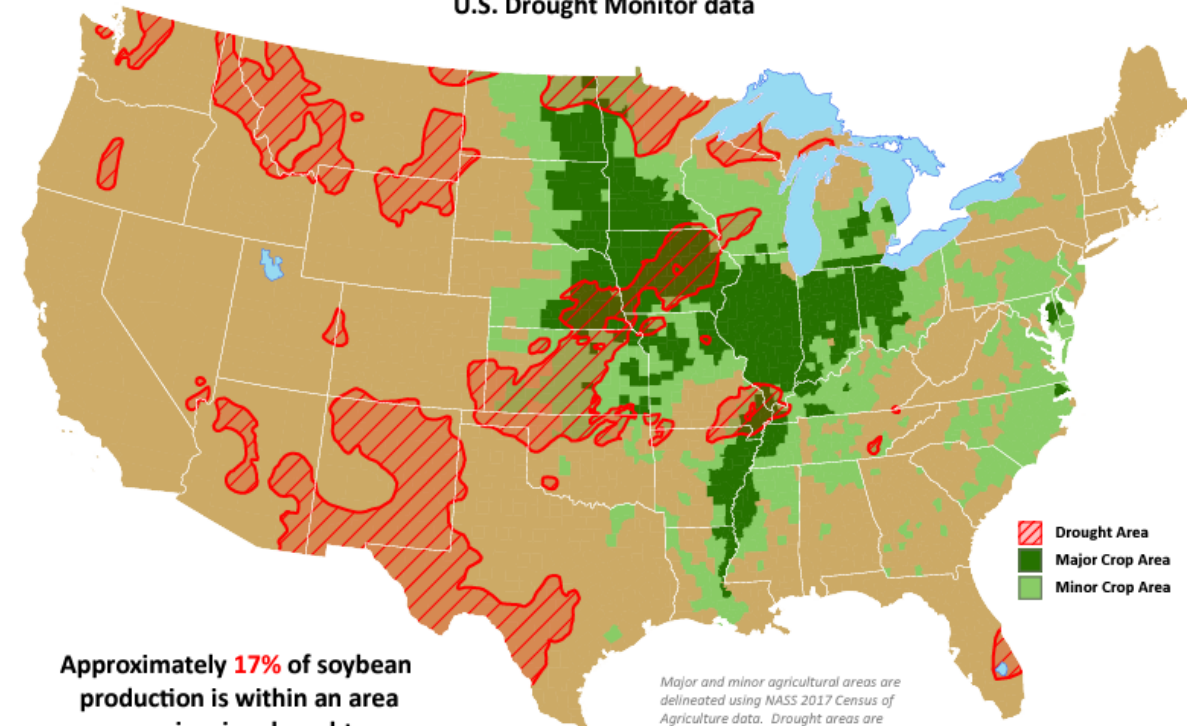 U.S. Drought Monitor data
Drought Area
Major Crop Area
Minor Crop Area
Approximately 17% of soybean
production is within an area
Major and minor agricultural areas are
delineated using NASS 2017 Census of
Agriculture data. Drought areas are